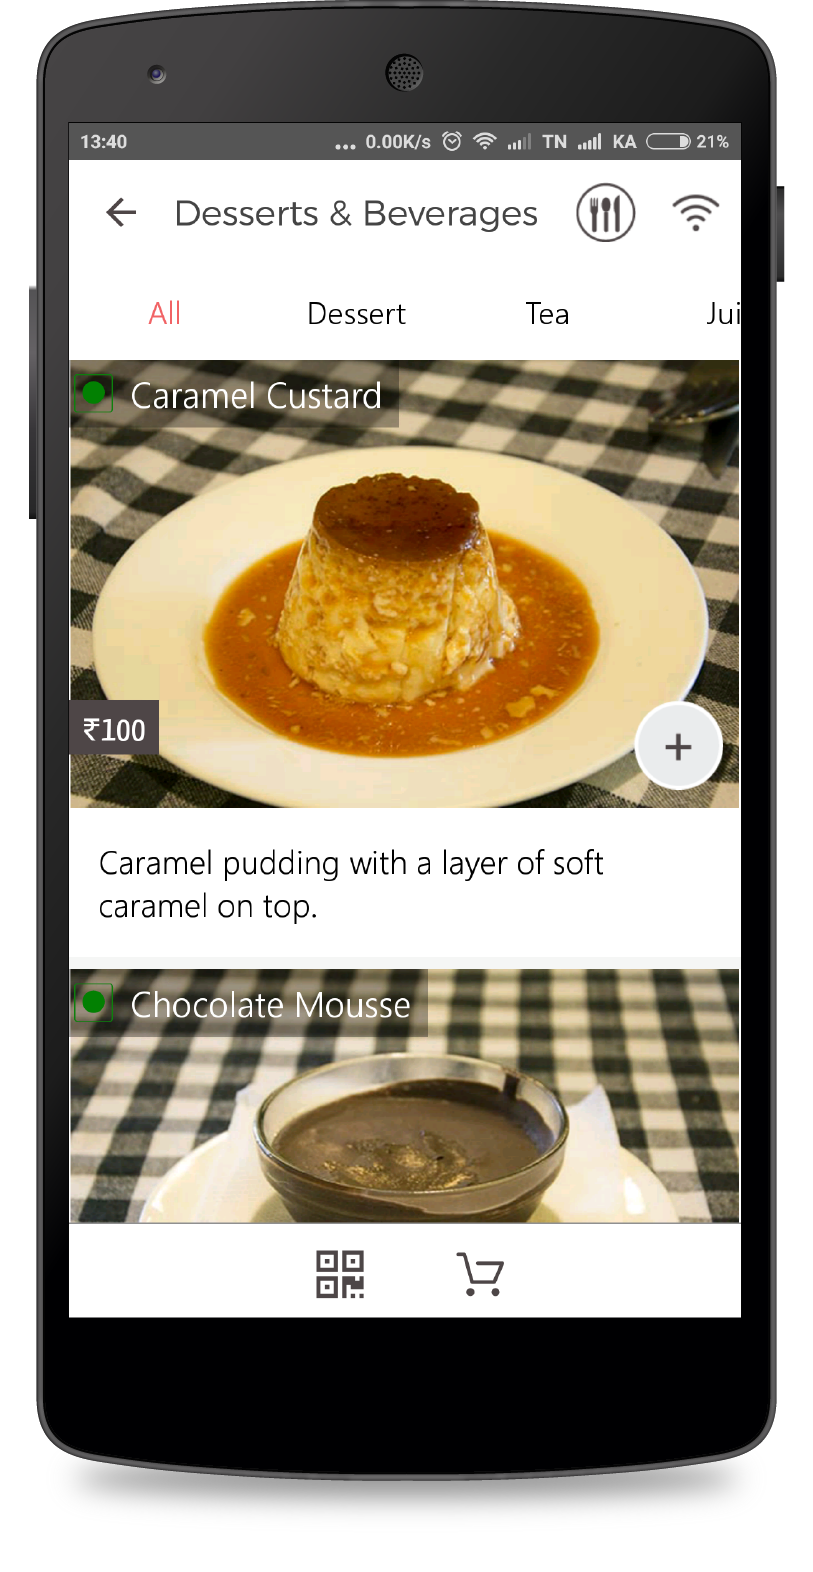 13:40 ... 0.00K/s TN KA 21%
Desserts & Beverages
All Dessert Tea Jui
Caramel Custard
₹100
+
Caramel pudding with a layer of soft
caramel on top.
Chocolate Mousse